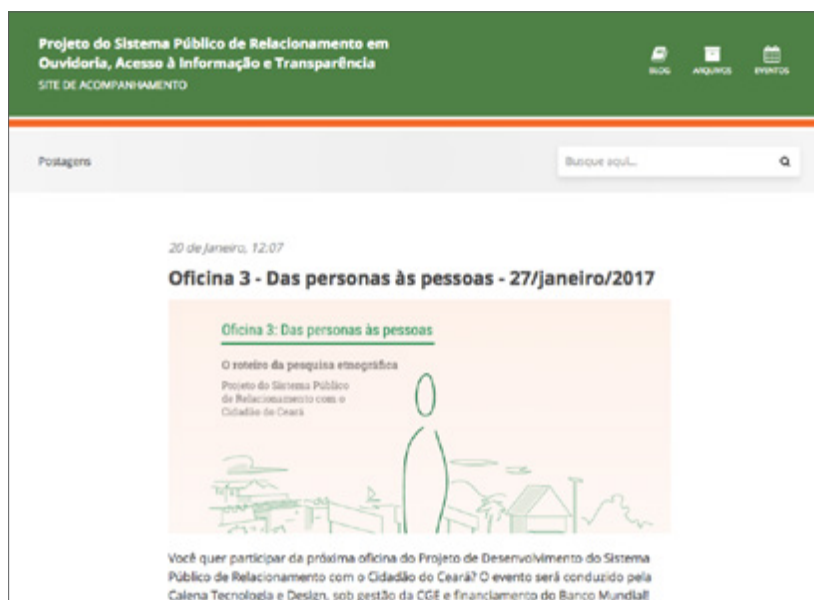 Projeto do Sistema Público de Relacionamento em
Ouvidoria, Acesso à Informação e Transparência
SITE DE ACOMPANHAMENTO
BLOG
ARQUIVOS
EVENTOS
Postagens
Busque aqui...
20 de Janeiro, 12:07
Oficina 3 - Das personas às pessoas - 27/janeiro/2017
Oficina 3: Das personas às pessoas
O roteiro da pesquisa etnográfica
Projeto do Sistema Público
de Relacionamento com o
Cidadão do Ceará
Você quer participar da próxima oficina do Projeto de Desenvolvimento do Sistema
Público de Relacionamento com o Cidadão do Ceará? O evento será conduzido pela
Calena Tecnologia e Design, sob gestão da CGE e financiamento do Banco Mundial!